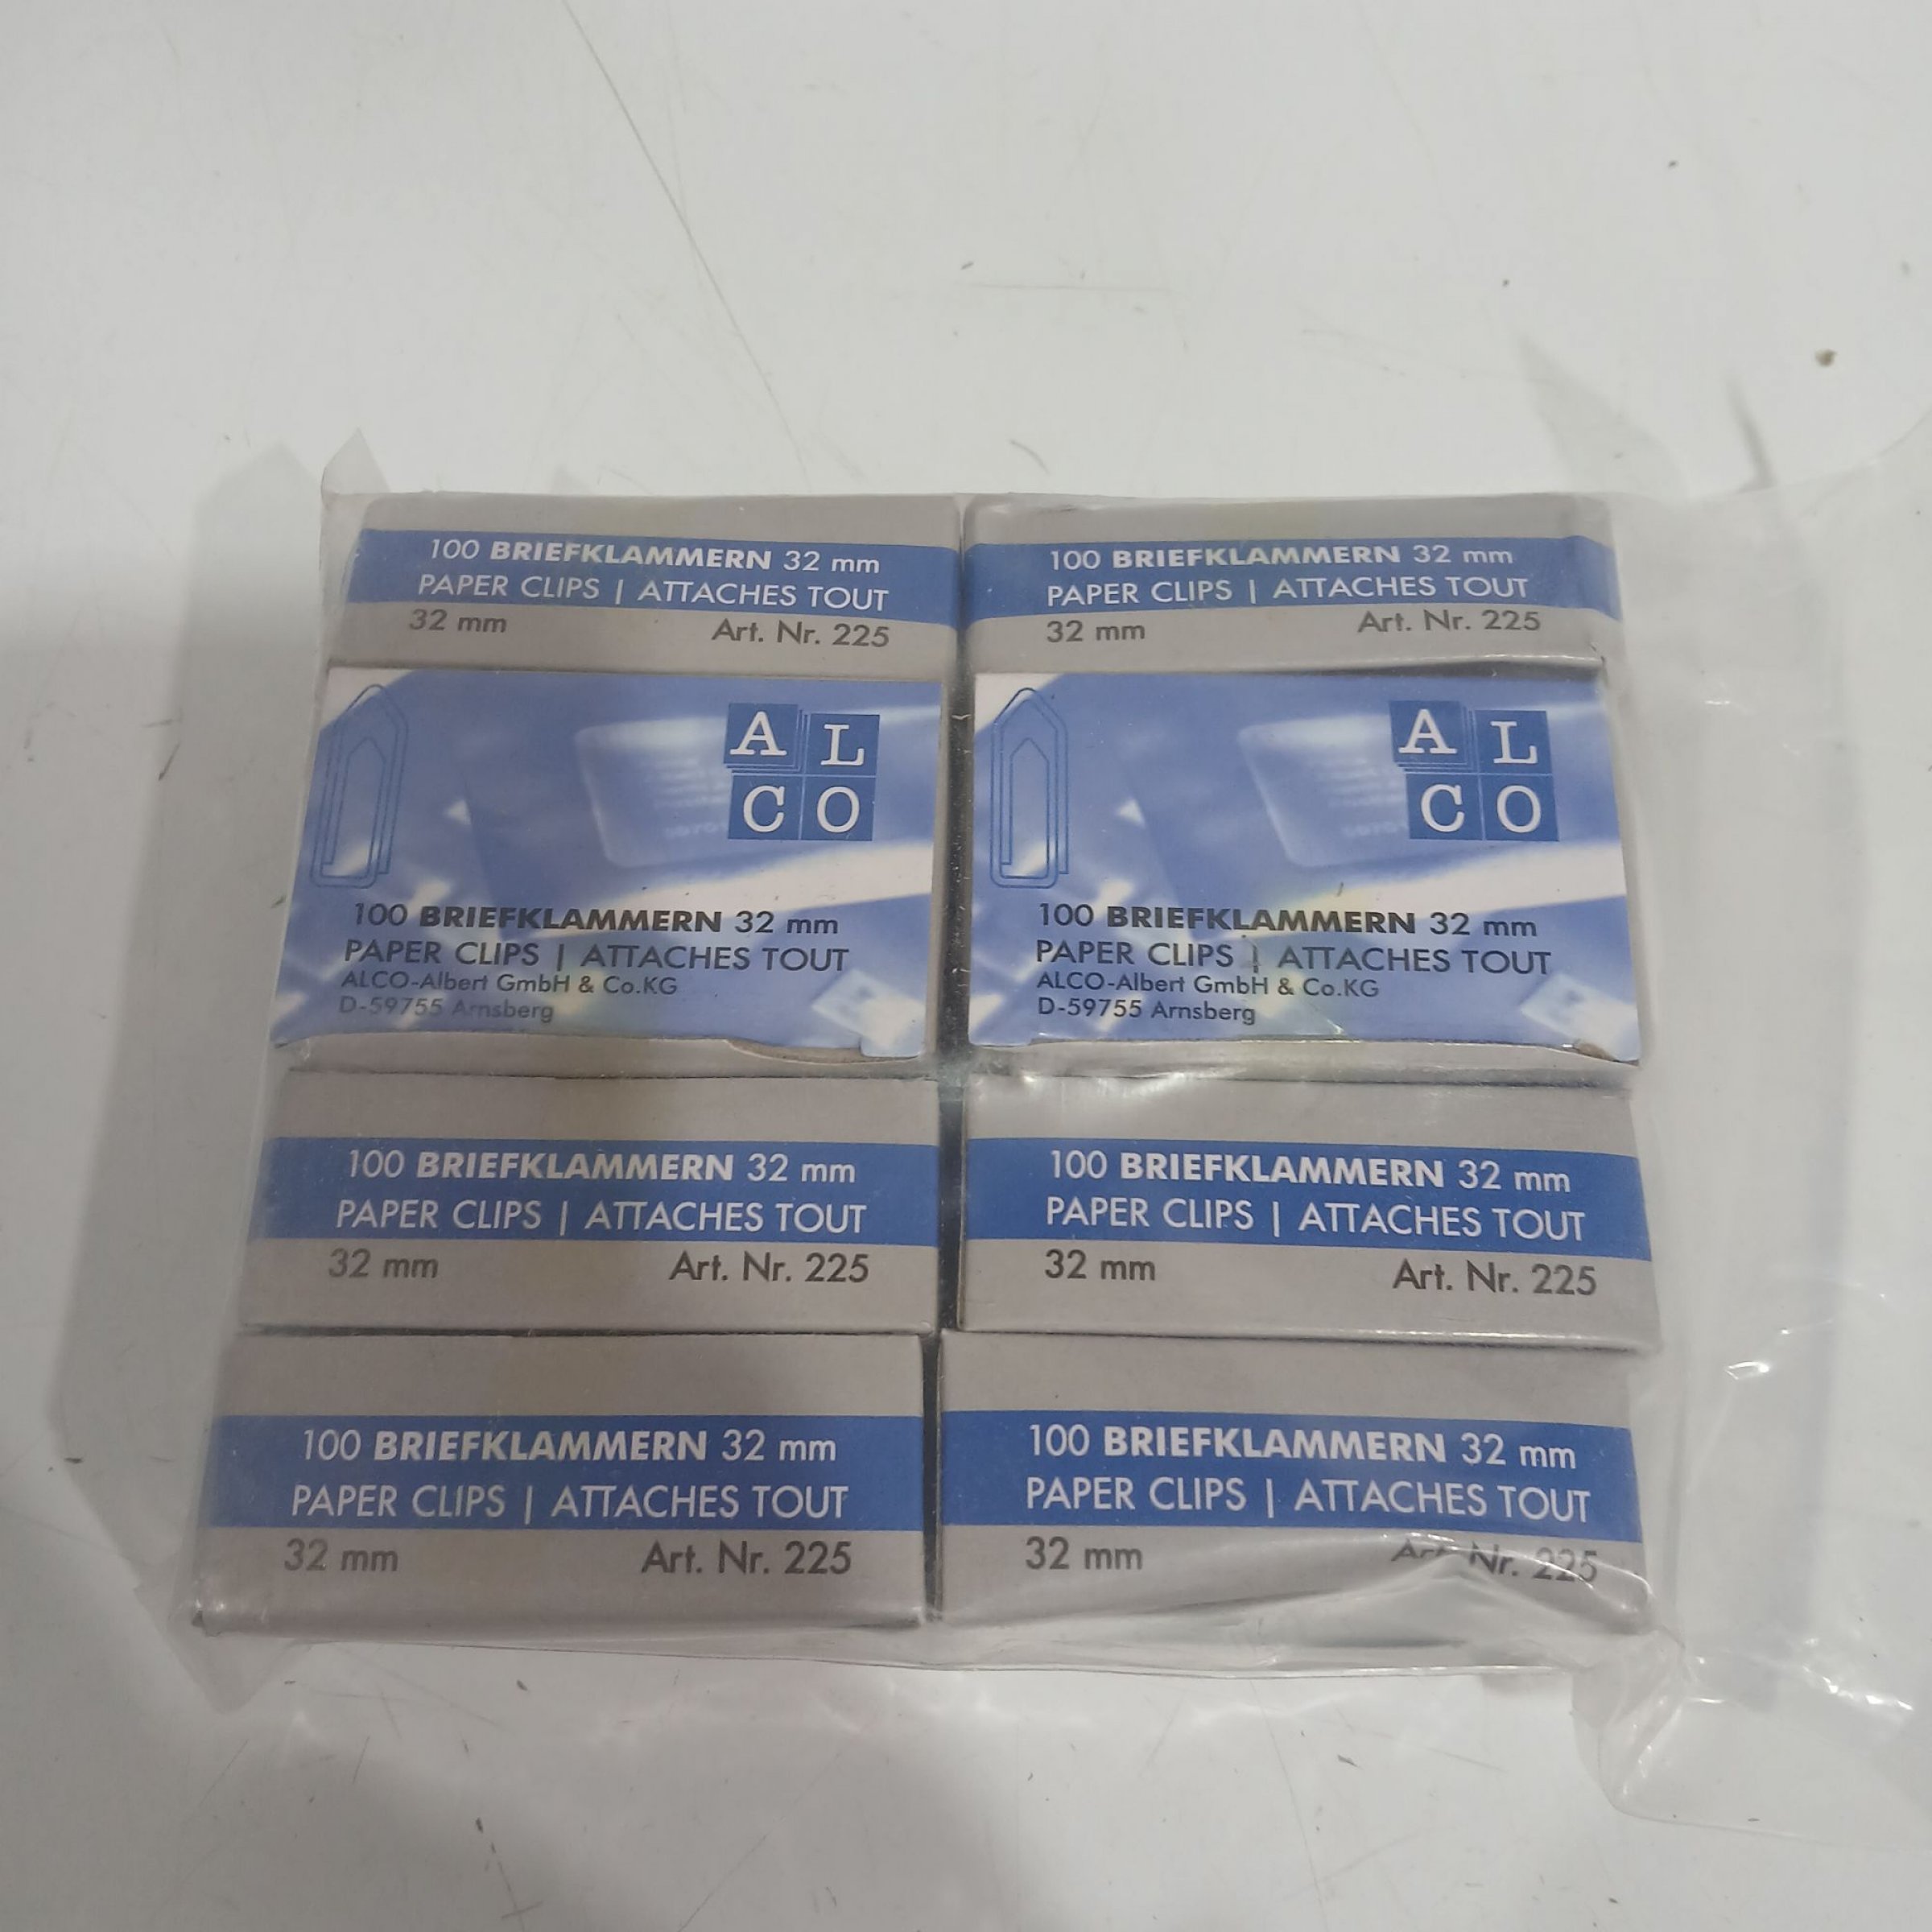 100 BRIEFKLAMMERN 32 mm
PAPER CLIPS | ATTACHES TOUT
32 mm Art. Nr. 225
100 BRIEFKLAMMERN 32 mm
PAPER CLIPS | ATTACHES TOUT
32 mm Art. Nr. 225
A L
C O
100 BRIEFKLAMMERN 32 mm
PAPER CLIPS | ATTACHES TOUT
ALCO-Albert GmbH & Co.KG
D-59755 Arnsberg
A L
C O
100 BRIEFKLAMMERN 32 mm
PAPER CLIPS | ATTACHES TOUT
ALCO-Albert GmbH & Co.KG
D-59755 Arnsberg
100 BRIEFKLAMMERN 32 mm
PAPER CLIPS | ATTACHES TOUT
32 mm Art. Nr. 225
100 BRIEFKLAMMERN 32 mm
PAPER CLIPS | ATTACHES TOUT
32 mm Art. Nr. 225
100 BRIEFKLAMMERN 32 mm
PAPER CLIPS | ATTACHES TOUT
32 mm Art. Nr. 225
100 BRIEFKLAMMERN 32 mm
PAPER CLIPS | ATTACHES TOUT
32 mm Art. Nr. 225